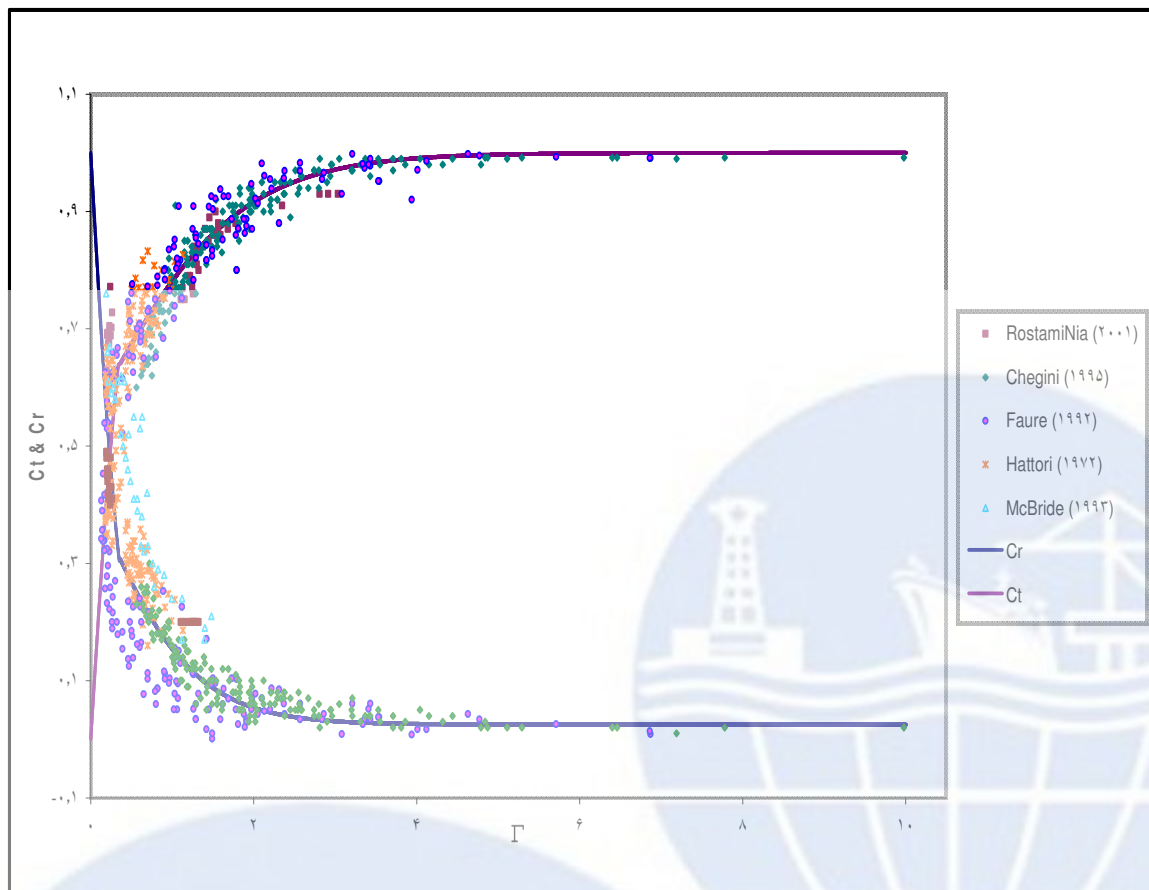 ۱,۱
۰,۹
۰,۷
۰,۵
۰,۳
۰,۱
-۰,۱
Ct & Cr
۰ ۲ ۴ ۶ ۸ ۱۰
Γ
RostamiNia (۲۰۰۱)
Chegini (۱۹۹۵)
Faure (۱۹۹۲)
Hattori (۱۹۷۲)
McBride (۱۹۹۳)
Cr
Ct